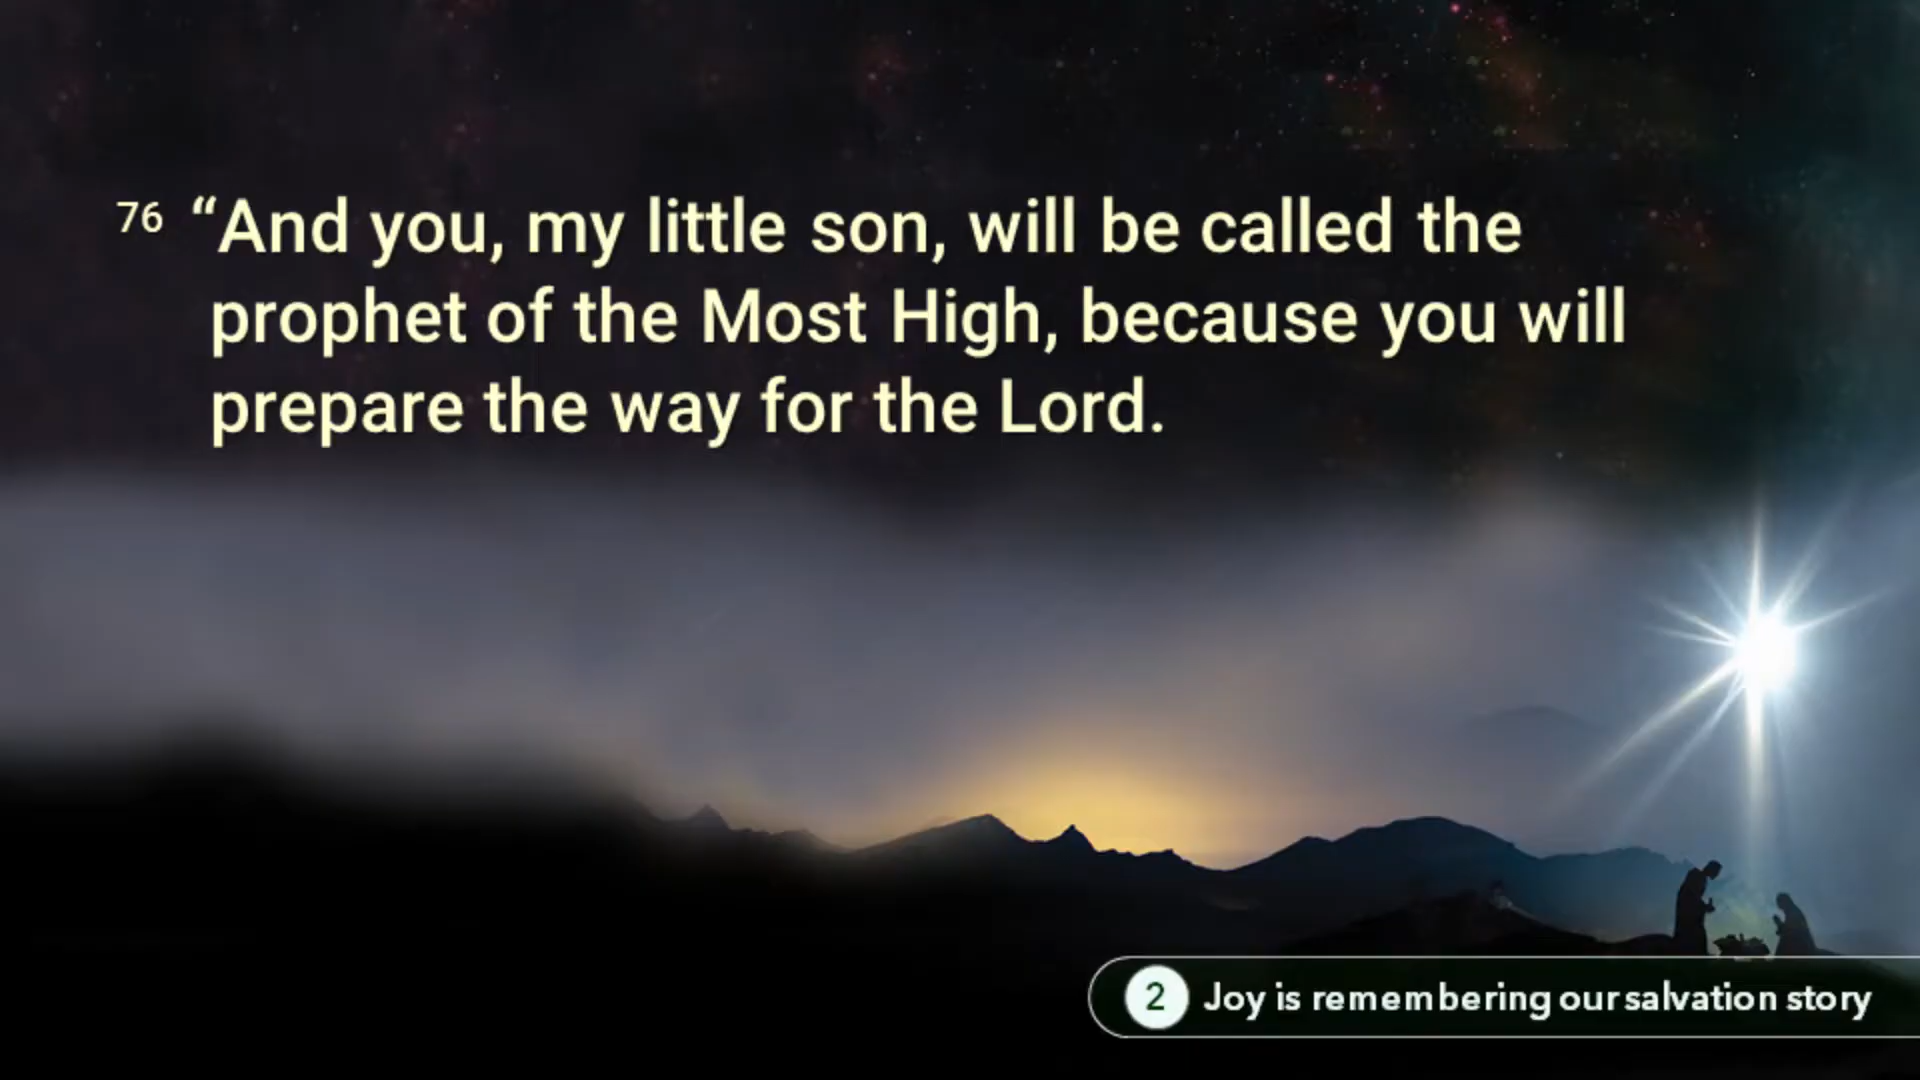 76 “And you, my little son, will be called the
prophet of the Most High, because you will
prepare the way for the Lord.
2 Joy is remembering our salvation story